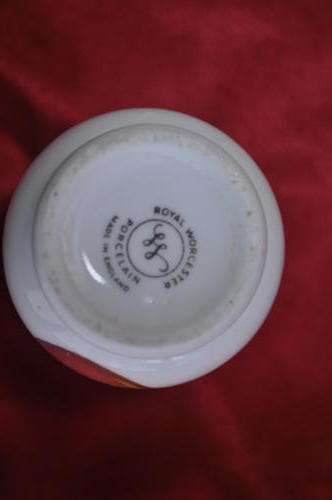 ROYAL WORCESTER
PORCELAIN
MADE IN ENGLAND